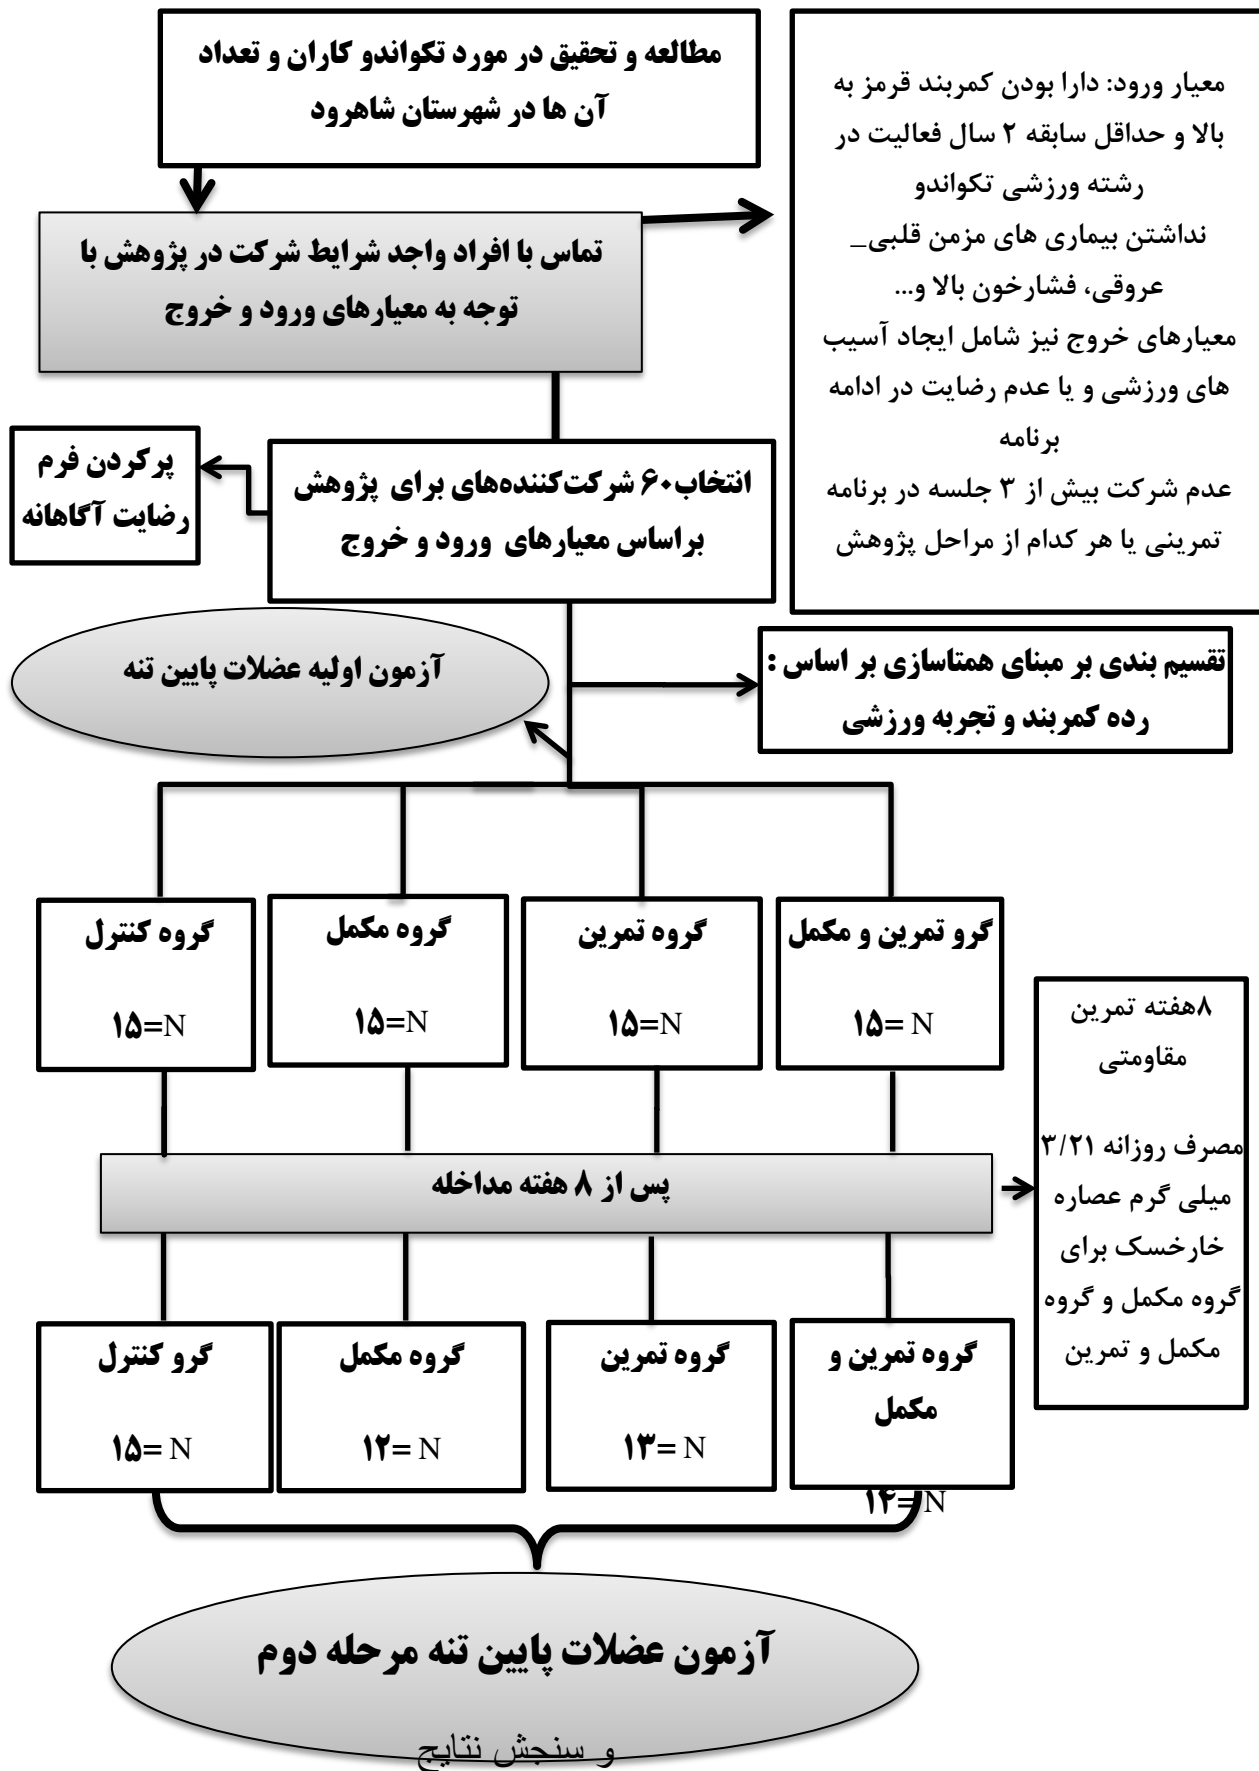 مطالعه و تحقیق در مورد تکواندو کاران و تعداد
آن ها در شهرستان شاهرود
معیار ورود: دارا بودن کمربند قرمز به
بالا و حداقل سابقه ۲ سال فعالیت در
رشته ورزشی تکواندو
نداشتن بیماری های مزمن قلبی_
عروقی، فشارخون بالا و...
معیارهای خروج نیز شامل ایجاد آسیب
های ورزشی و یا عدم رضایت در ادامه
برنامه
عدم شرکت بیش از ۳ جلسه در برنامه
تمرینی یا هر کدام از مراحل پژوهش
تماس با افراد واجد شرایط شرکت در پژوهش با
توجه به معیارهای ورود و خروج
انتخاب۶۰ شرکت‌کننده‌های برای پژوهش
براساس معیارهای ورود و خروج
پرکردن فرم
رضایت آگاهانه
تقسیم بندی بر مبنای همتاسازی بر اساس :
رده کمربند و تجربه ورزشی
آزمون اولیه عضلات پایین تنه
گرو تمرین و مکمل
۱۵= N
گروه تمرین
۱۵=N
گروه مکمل
۱۵=N
گروه کنترل
۱۵=N
۸هفته تمرین
مقاومتی
مصرف روزانه ۳/۲۱
میلی گرم عصاره
خارخسک برای
گروه مکمل و گروه
مکمل و تمرین
پس از ۸ هفته مداخله
گروه تمرین و
مکمل
۱۴= N
گروه تمرین
۱۳= N
گروه مکمل
۱۲= N
گرو کنترل
۱۵= N
آزمون عضلات پایین تنه مرحله دوم
و سنجش نتایج